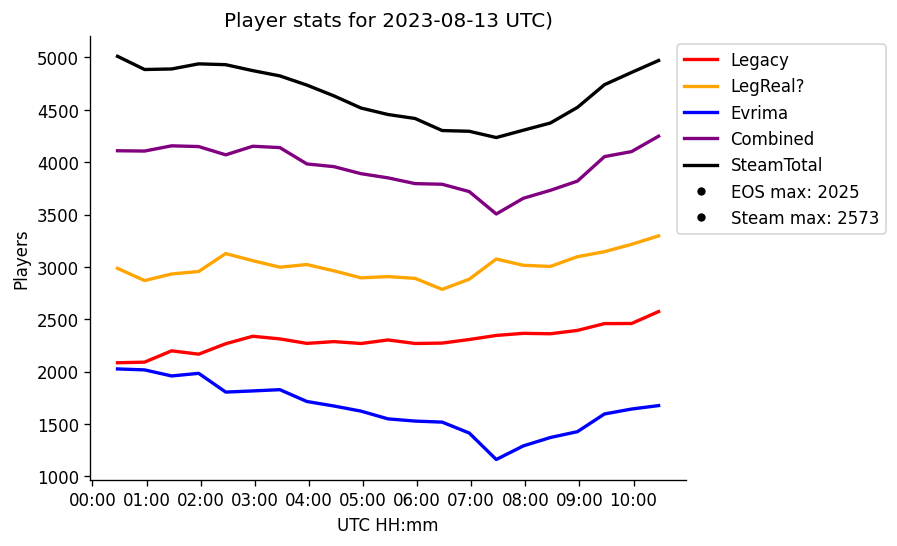 Player stats for 2023-08-13 UTC)
Legacy
LegReal?
Evrima
Combined
SteamTotal
EOS max: 2025
Steam max: 2573
Players
5000
4500
4000
3500
3000
2500
2000
1500
1000
00:00 01:00 02:00 03:00 04:00 05:00 06:00 07:00 08:00 09:00 10:00
UTC HH:mm